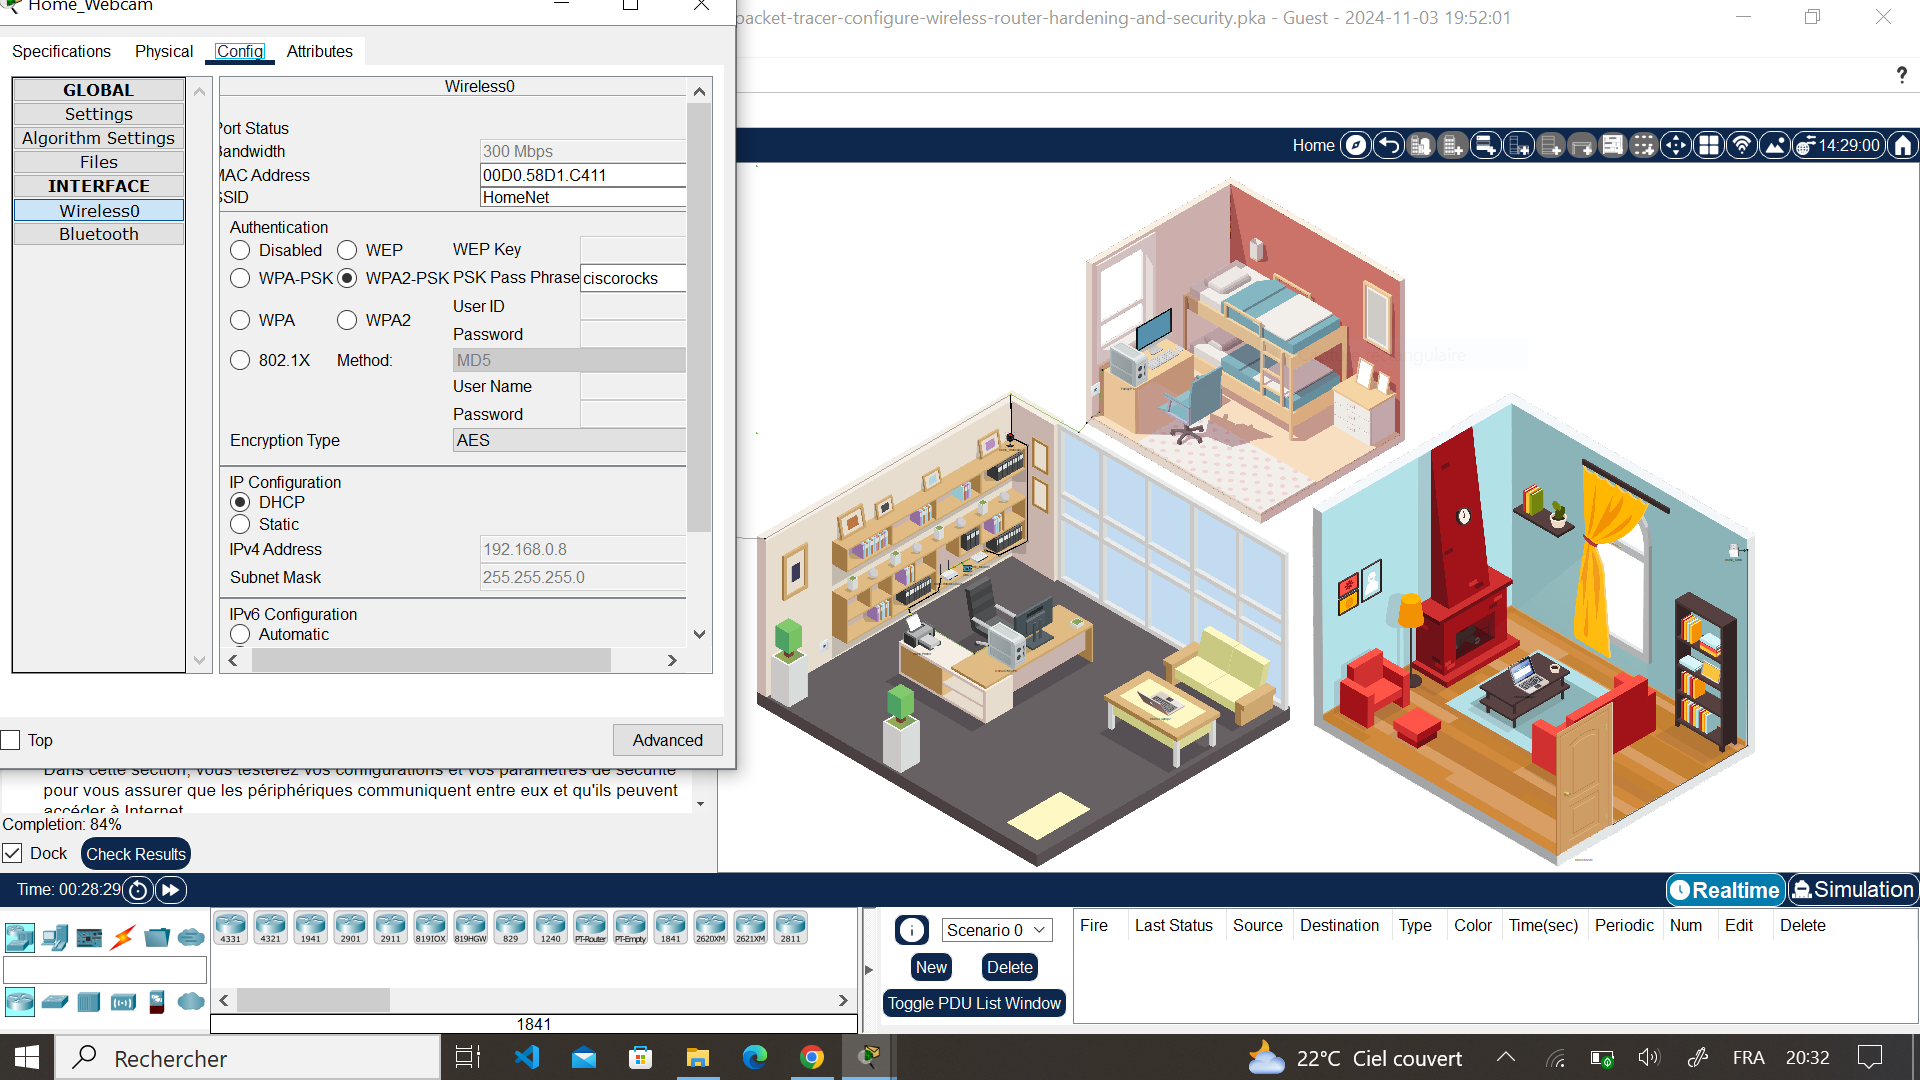 Home_Webcam
packet-tracer-configure-wireless-router-hardening-and-security.pka - Guest - 2024-11-03 19:52:01
Specifications Physical Config Attributes
?
GLOBAL
Settings
Algorithm Settings
Files
INTERFACE
Wireless0
Bluetooth
Wireless0
Port Status
Bandwidth 300 Mbps
MAC Address 00D0.58D1.C411
SSID HomeNet
Authentication
Disabled WEP WEP Key
WPA-PSK WPA2-PSK PSK Pass Phrase ciscorocks
User ID
WPA WPA2
Password
802.1X Method: MD5
User Name
Password
Encryption Type AES
IP Configuration
DHCP
Static
IPv4 Address 192.168.0.8
Subnet Mask 255.255.255.0
IPv6 Configuration
Automatic
Top Advanced
Home 14:29:00
Dans cette section, vous testerez vos configurations et vos paramètres de sécurité
pour vous assurer que les périphériques communiquent entre eux et qu'ils peuvent
accéder à Internet
Completion: 84%
Dock Check Results
Time: 00:28:29
Realtime Simulation
4331 4321 1941 2901 2911 819IOX 819HGW 829 1240 PT-Router PT-Empty 1841 2620XM 2621XM 2811
1841
Scenario 0
New Delete
Toggle PDU List Window
Fire Last Status Source Destination Type Color Time(sec) Periodic Num Edit Delete
Rechercher
22°C Ciel couvert
FRA 20:32